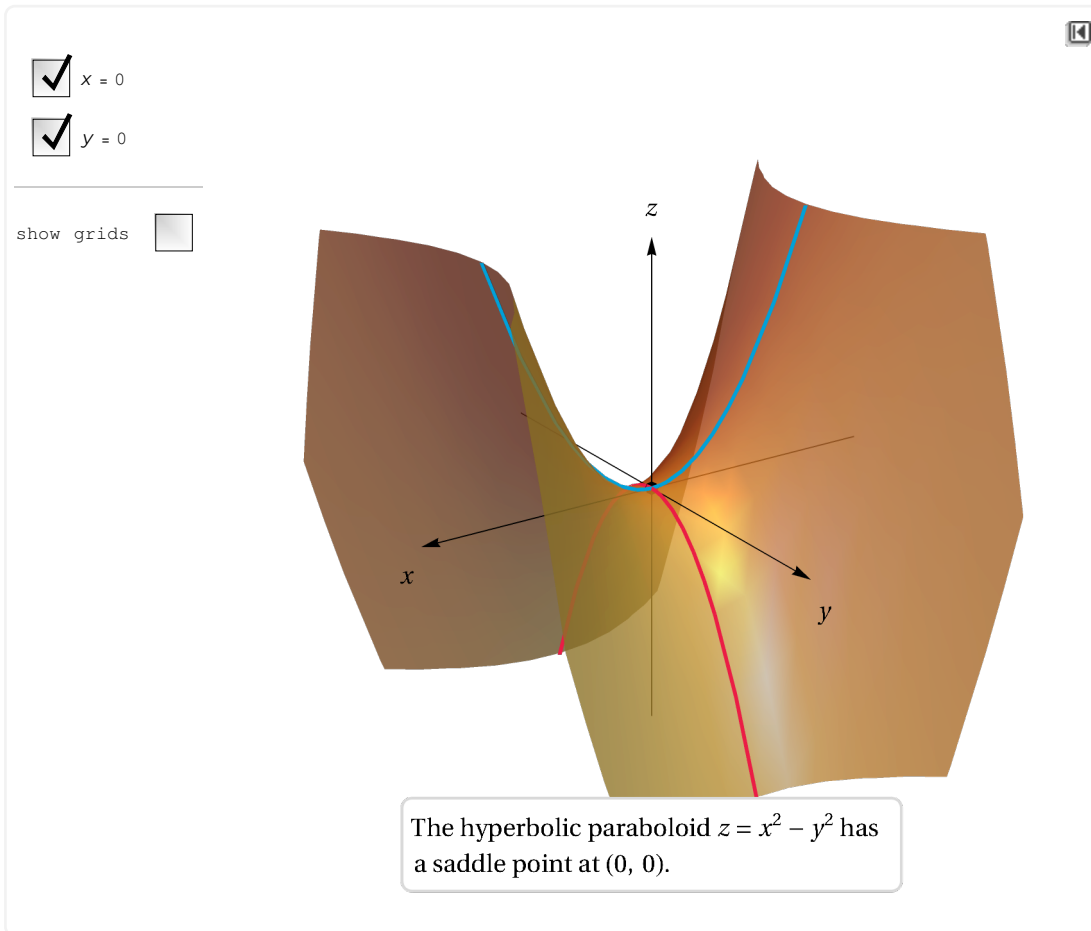 x = 0
y = 0
show grids
z
x
y
The hyperbolic paraboloid z = x² − y² has
a saddle point at (0, 0).